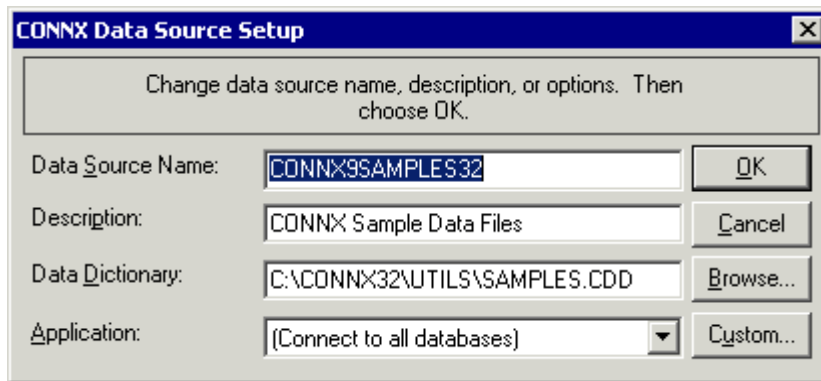 CONNX Data Source Setup
Change data source name, description, or options. Then
choose OK.
Data Source Name: CONNX9SAMPLES32 OK
Description: CONNX Sample Data Files Cancel
Data Dictionary: C:\CONNX32\UTILS\SAMPLES.CDD Browse...
Application: (Connect to all databases) Custom...